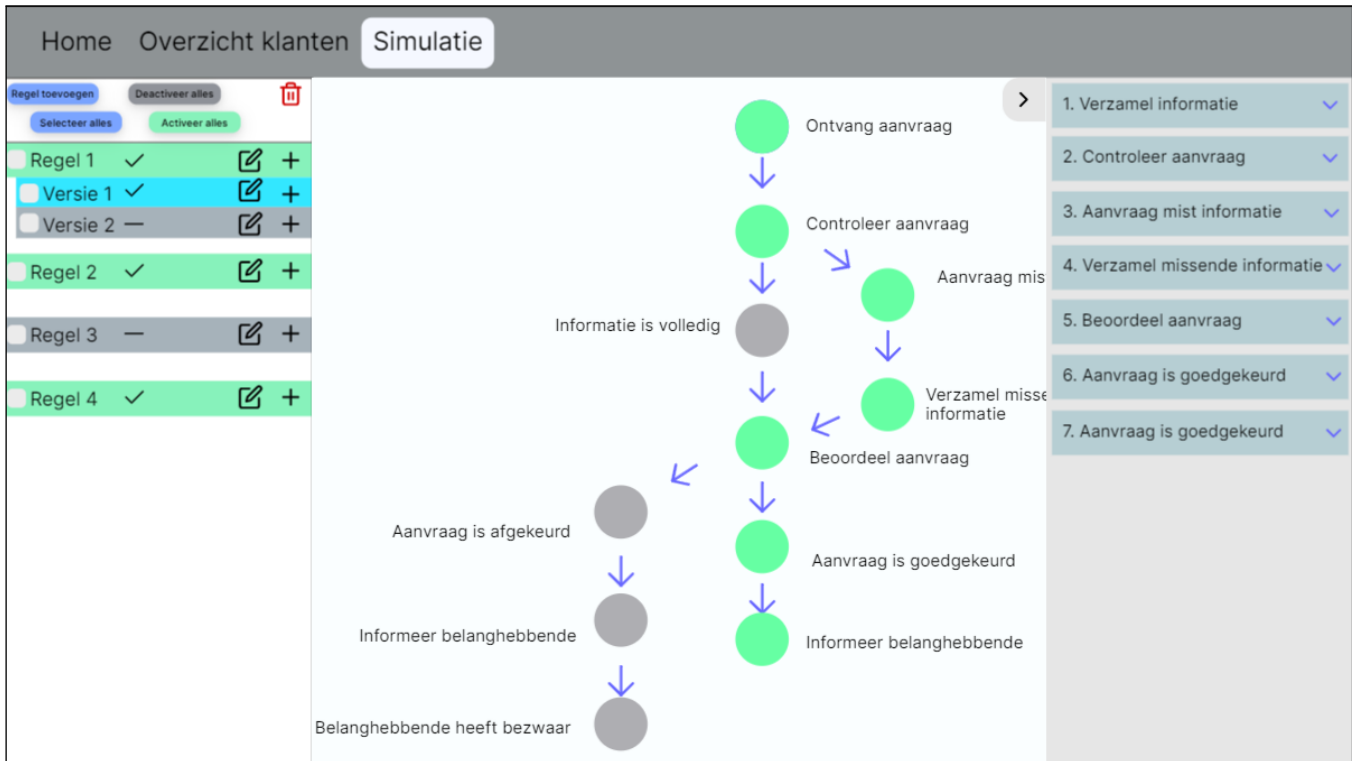 Home Overzicht klanten Simulatie
Regel toevoegen Deactiveer alles
Selecteer alles Activeer alles
Regel 1
Versie 1
Versie 2
Regel 2
Regel 3
Regel 4
Ontvang aanvraag
Controleer aanvraag
Aanvraag mis
Informatie is volledig
Verzamel misse
informatie
Beoordeel aanvraag
Aanvraag is afgekeurd
Aanvraag is goedgekeurd
Informeer belanghebbende
Informeer belanghebbende
Belanghebbende heeft bezwaar
1. Verzamel informatie
2. Controleer aanvraag
3. Aanvraag mist informatie
4. Verzamel missende informatie
5. Beoordeel aanvraag
6. Aanvraag is goedgekeurd
7. Aanvraag is goedgekeurd